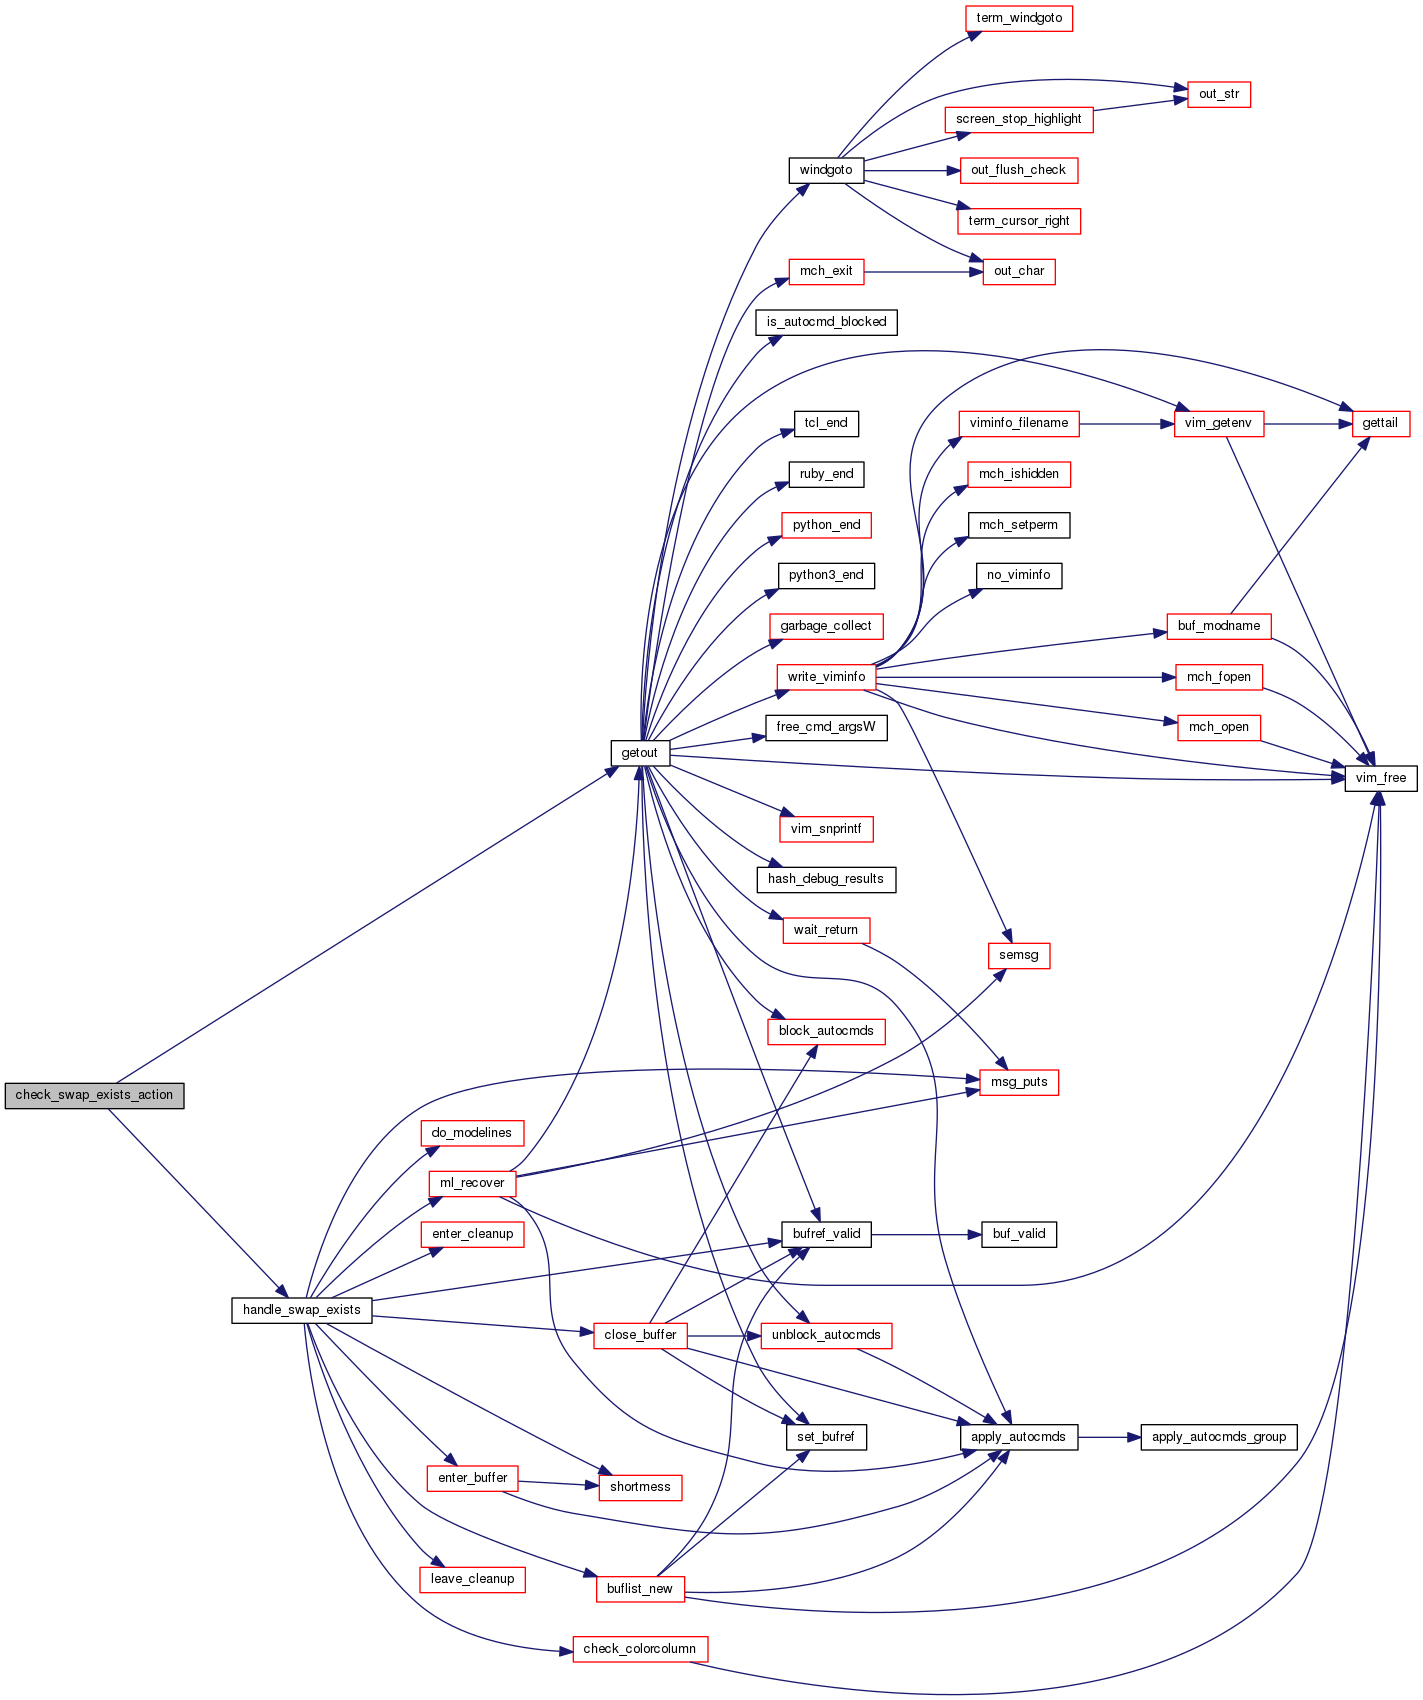 term_windgoto
out_str
screen_stop_highlight
windgoto
out_flush_check
term_cursor_right
mch_exit
out_char
is_autocmd_blocked
tcl_end
viminfo_filename
vim_getenv
gettail
ruby_end
mch_ishidden
python_end
mch_setperm
python3_end
no_viminfo
garbage_collect
buf_modname
write_viminfo
mch_fopen
free_cmd_argsW
mch_open
getout
vim_free
vim_snprintf
hash_debug_results
wait_return
semsg
block_autocmds
msg_puts
check_swap_exists_action
do_modelines
ml_recover
enter_cleanup
bufref_valid
buf_valid
handle_swap_exists
close_buffer
unblock_autocmds
set_bufref
apply_autocmds
apply_autocmds_group
enter_buffer
shortmess
leave_cleanup
buflist_new
check_colorcolumn